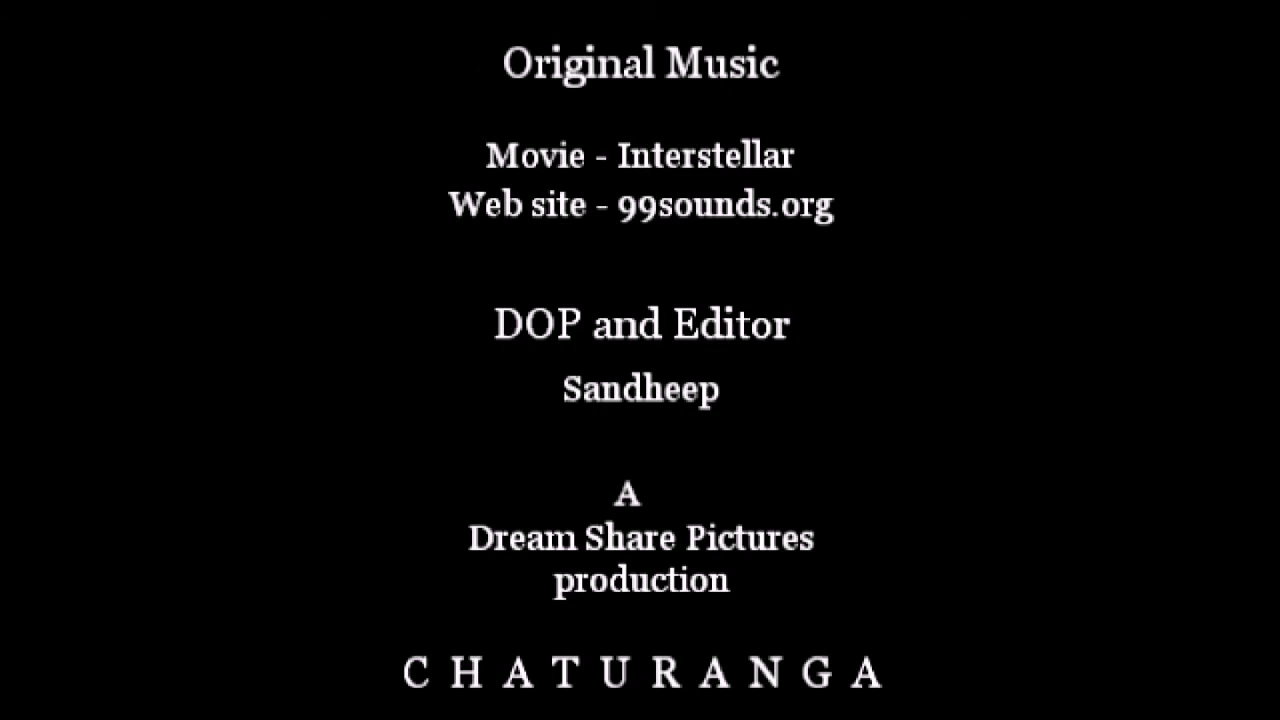 Original Music
Movie - Interstellar
Web site - 99sounds.org
DOP and Editor
Sandheep
A
Dream Share Pictures
production
C H A T U R A N G A